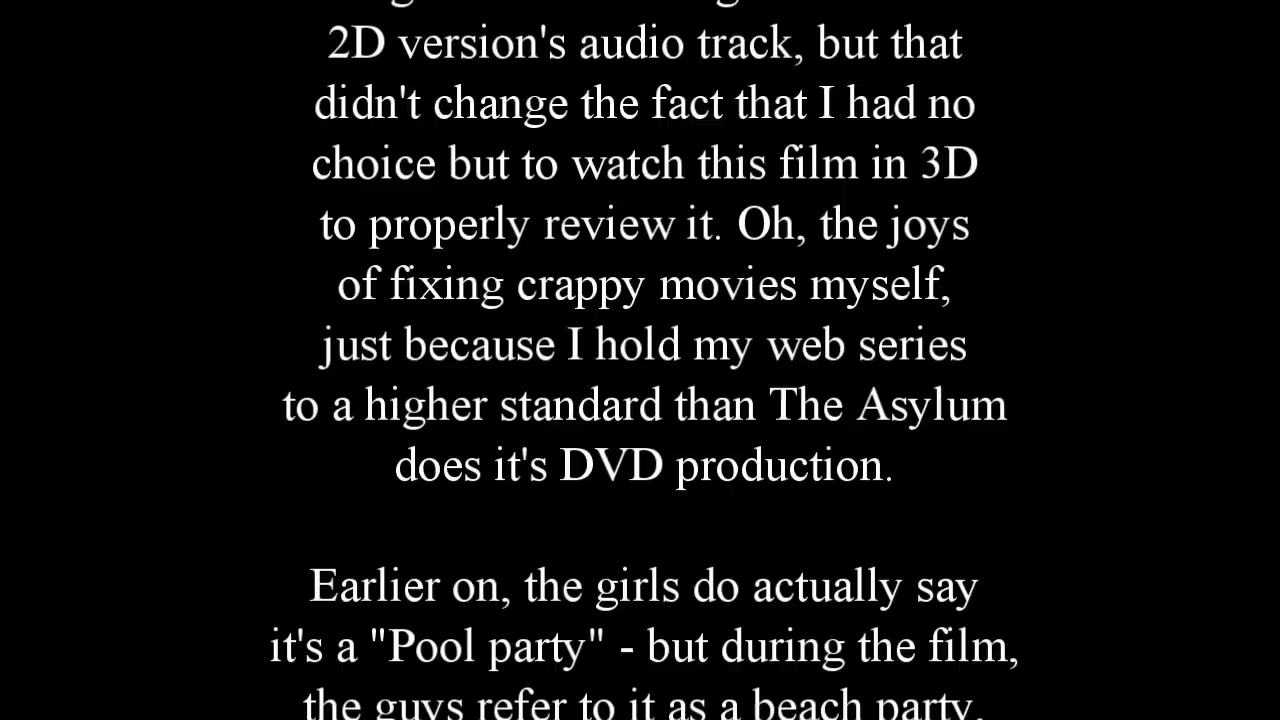 2D version's audio track, but that
didn't change the fact that I had no
choice but to watch this film in 3D
to properly review it. Oh, the joys
of fixing crappy movies myself,
just because I hold my web series
to a higher standard than The Asylum
does it's DVD production.
Earlier on, the girls do actually say
it's a "Pool party" - but during the film,
the guys refer to it as a beach party.